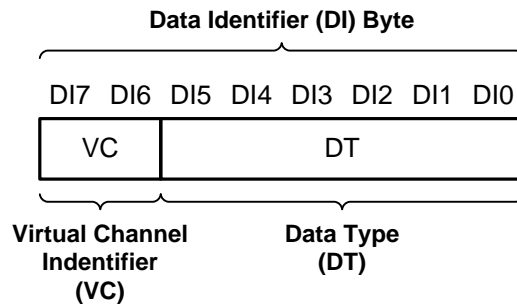 Data Identifier (DI) Byte
DI7 DI6 DI5 DI4 DI3 DI2 DI1 DI0
VC DT
Virtual Channel
Indentifier
(VC)
Data Type
(DT)